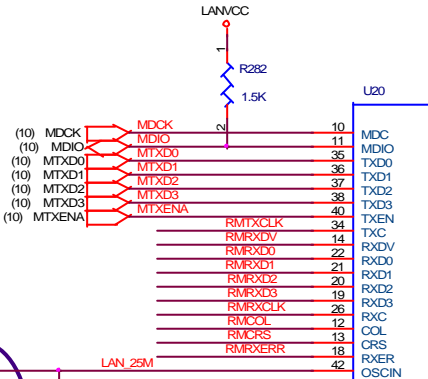 LANVCC
1
R282
1.5K
2
U20
(10) MDCK MDCK 10 MDC
(10) MDIO MDIO 11 MDIO
(10) MTXD0 MTXD0 35 TXD0
(10) MTXD1 MTXD1 36 TXD1
(10) MTXD2 MTXD2 37 TXD2
(10) MTXD3 MTXD3 38 TXD3
(10) MTXENA MTXENA 40 TXEN
RMTXCLK 34 TXC
RMRXDV 14 RXDV
RMRXD0 22 RXD0
RMRXD1 21 RXD1
RMRXD2 20 RXD2
RMRXD3 19 RXD3
RMRXCLK 26 RXC
RMCOL 12 COL
RMCRS 13 CRS
RMRXERR 18 RXER
LAN_25M 42 OSCIN